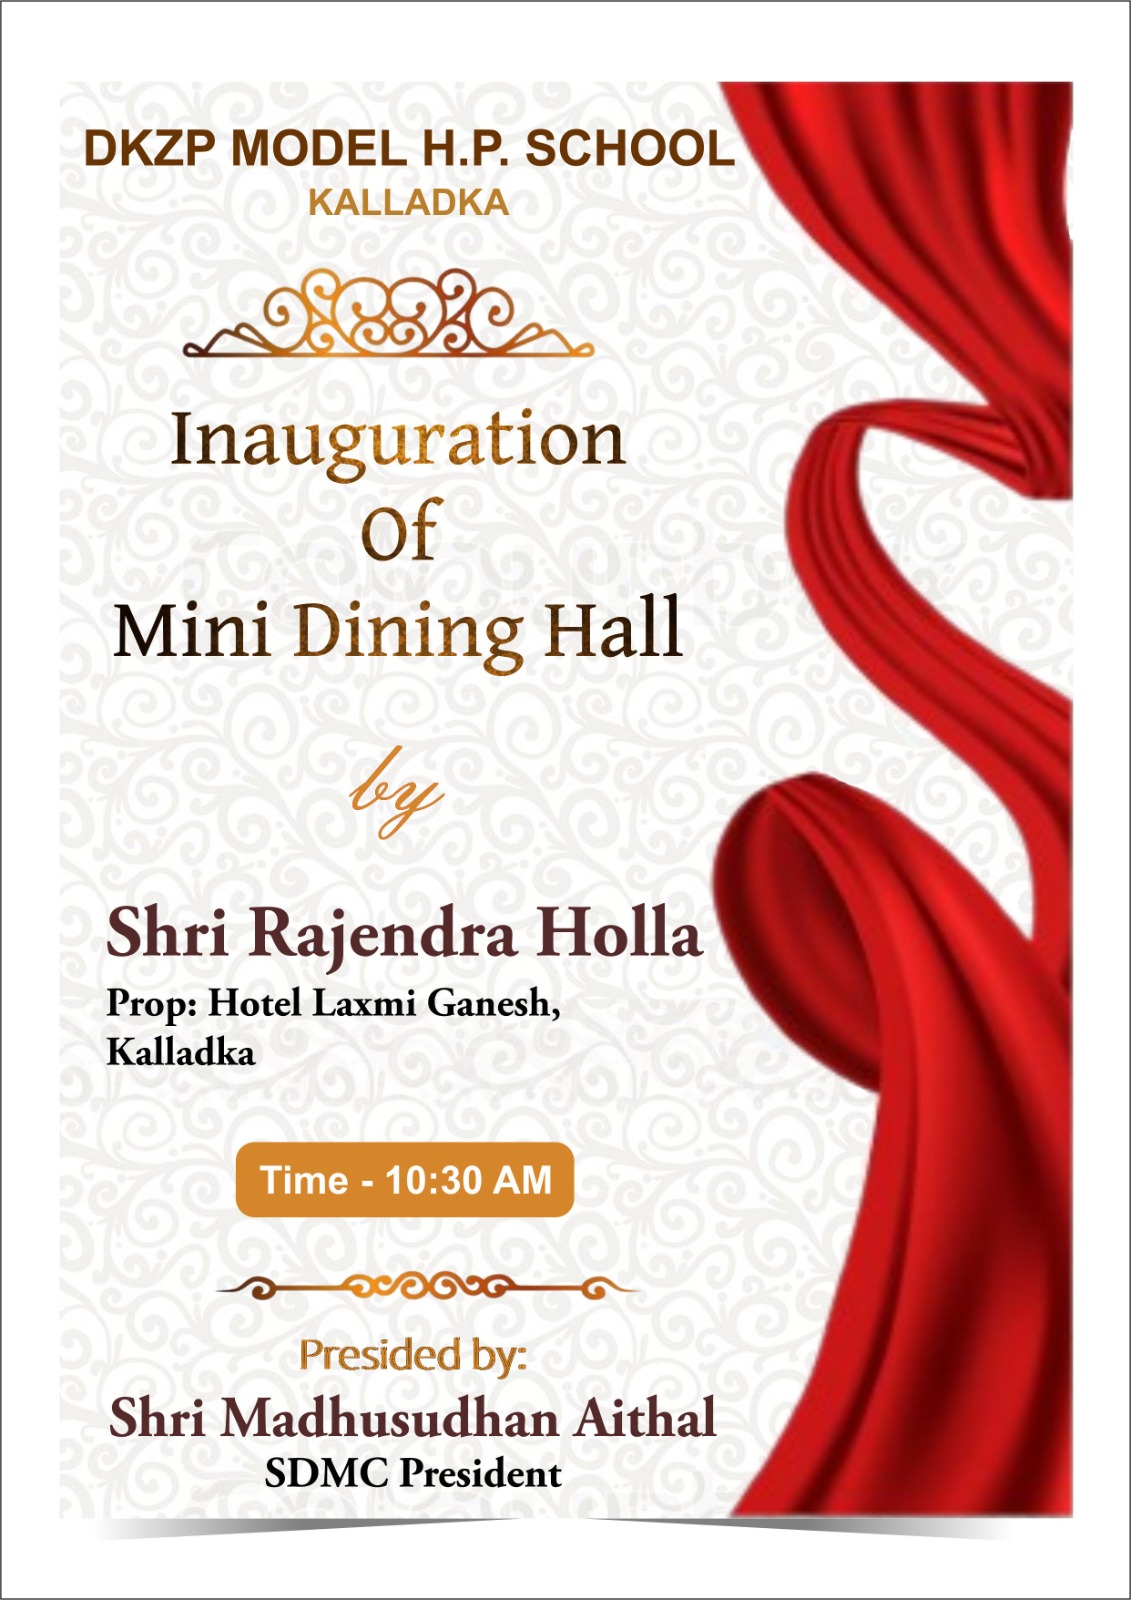 DKZP MODEL H.P. SCHOOL
KALLADKA
Inauguration
Of
Mini Dining Hall
by
Shri Rajendra Holla
Prop: Hotel Laxmi Ganesh,
Kalladka
Time - 10:30 AM
Presided by:
Shri Madhusudhan Aithal
SDMC President